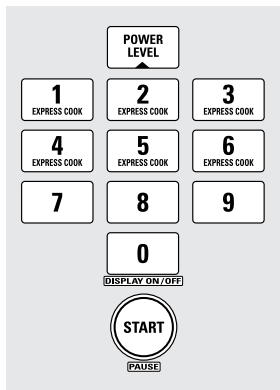 POWER
LEVEL
1 2 3
EXPRESS COOK EXPRESS COOK EXPRESS COOK
4 5 6
EXPRESS COOK EXPRESS COOK EXPRESS COOK
7 8 9
0
DISPLAY ON/OFF
START
PAUSE